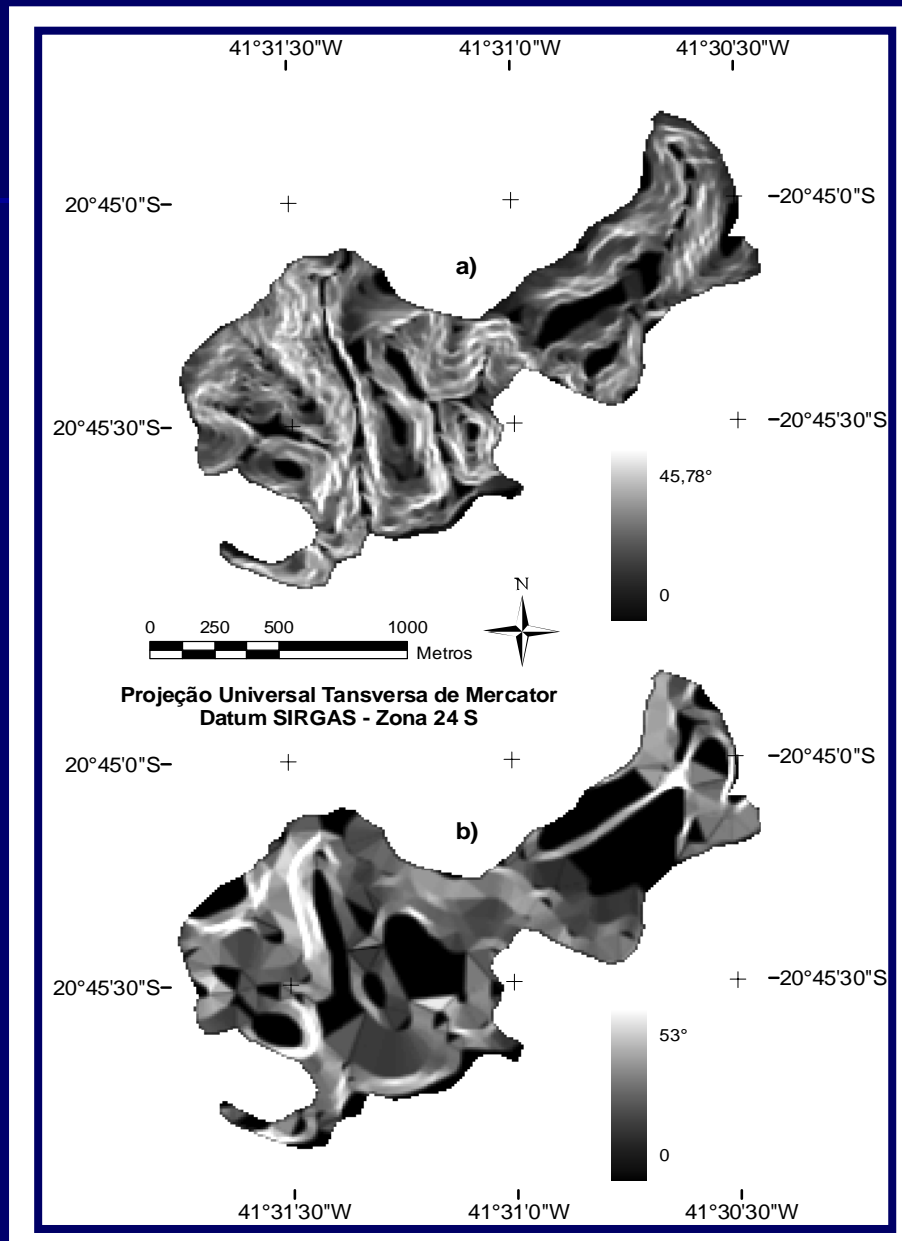 41°31'30"W 41°31'0"W 41°30'30"W
20°45'0"S
20°45'0"S
a)
20°45'30"S
20°45'30"S
45,78°
0
N
0 250 500 1000
Metros
Projeção Universal Tansversa de Mercator
Datum SIRGAS - Zona 24 S
20°45'0"S
20°45'0"S
b)
20°45'30"S
20°45'30"S
53°
0
41°31'30"W 41°31'0"W 41°30'30"W